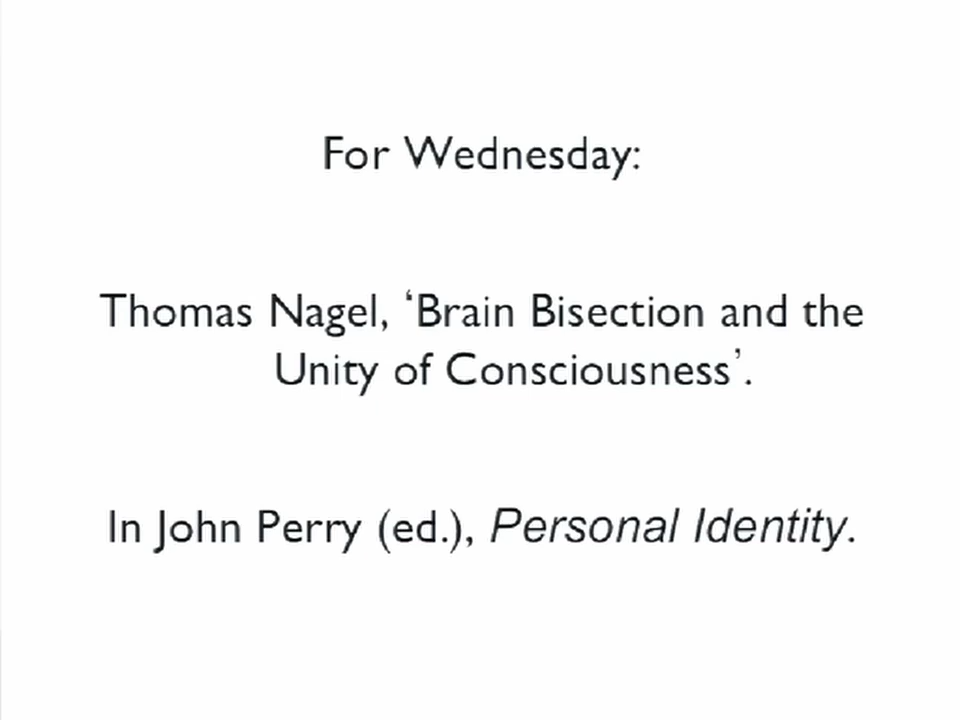 For Wednesday:
Thomas Nagel, ‘Brain Bisection and the
Unity of Consciousness’.
In John Perry (ed.), Personal Identity.